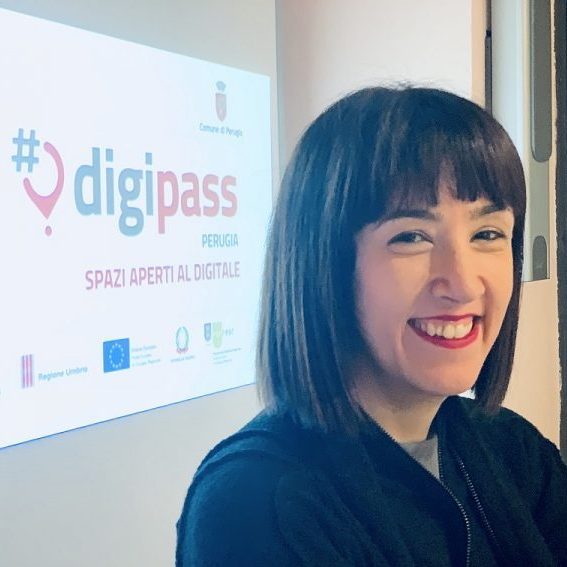 Comune di Perugia
#digipass
PERUGIA
SPAZI APERTI AL DIGITALE
Regione Umbria